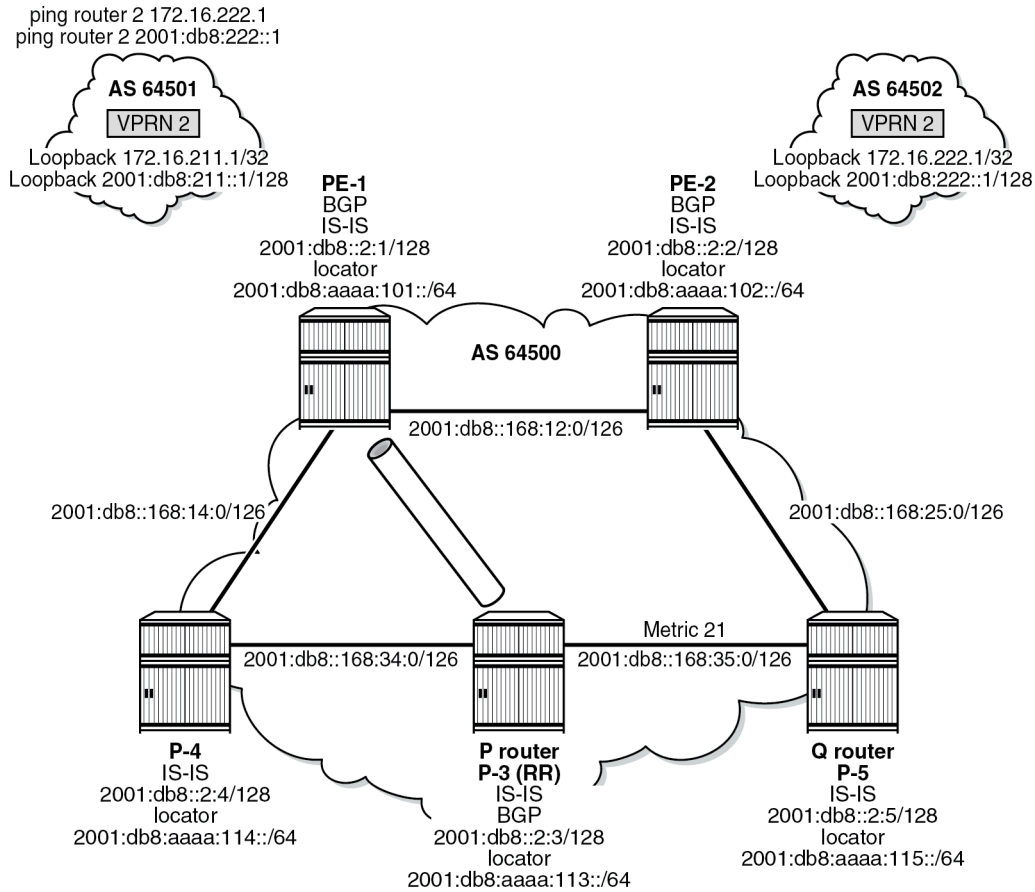 ping router 2 172.16.222.1
ping router 2 2001:db8:222::1
AS 64501
VPRN 2
Loopback 172.16.211.1/32
Loopback 2001:db8:211::1/128
AS 64502
VPRN 2
Loopback 172.16.222.1/32
Loopback 2001:db8:222::1/128
PE-1
BGP
IS-IS
2001:db8::2:1/128
locator
2001:db8:aaaa:101::/64
PE-2
BGP
IS-IS
2001:db8::2:2/128
locator
2001:db8:aaaa:102::/64
AS 64500
2001:db8::168:12:0/126
2001:db8::168:14:0/126
2001:db8::168:25:0/126
Metric 21
2001:db8::168:34:0/126
2001:db8::168:35:0/126
P-4
IS-IS
2001:db8::2:4/128
locator
2001:db8:aaaa:114::/64
P router
P-3 (RR)
IS-IS
BGP
2001:db8::2:3/128
locator
2001:db8:aaaa:113::/64
Q router
P-5
IS-IS
2001:db8::2:5/128
locator
2001:db8:aaaa:115::/64